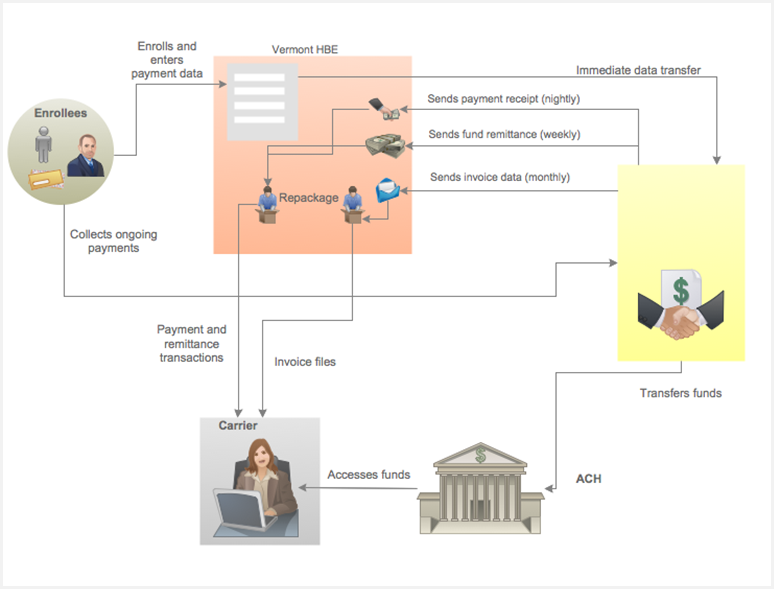 Enrolls and
enters
payment data
Vermont HBE
Immediate data transfer
Enrollees
Sends payment receipt (nightly)
Sends fund remittance (weekly)
Sends invoice data (monthly)
Repackage
Collects ongoing
payments
$
Payment and
remittance
transactions
Invoice files
Transfers funds
Carrier
$
Accesses funds
ACH